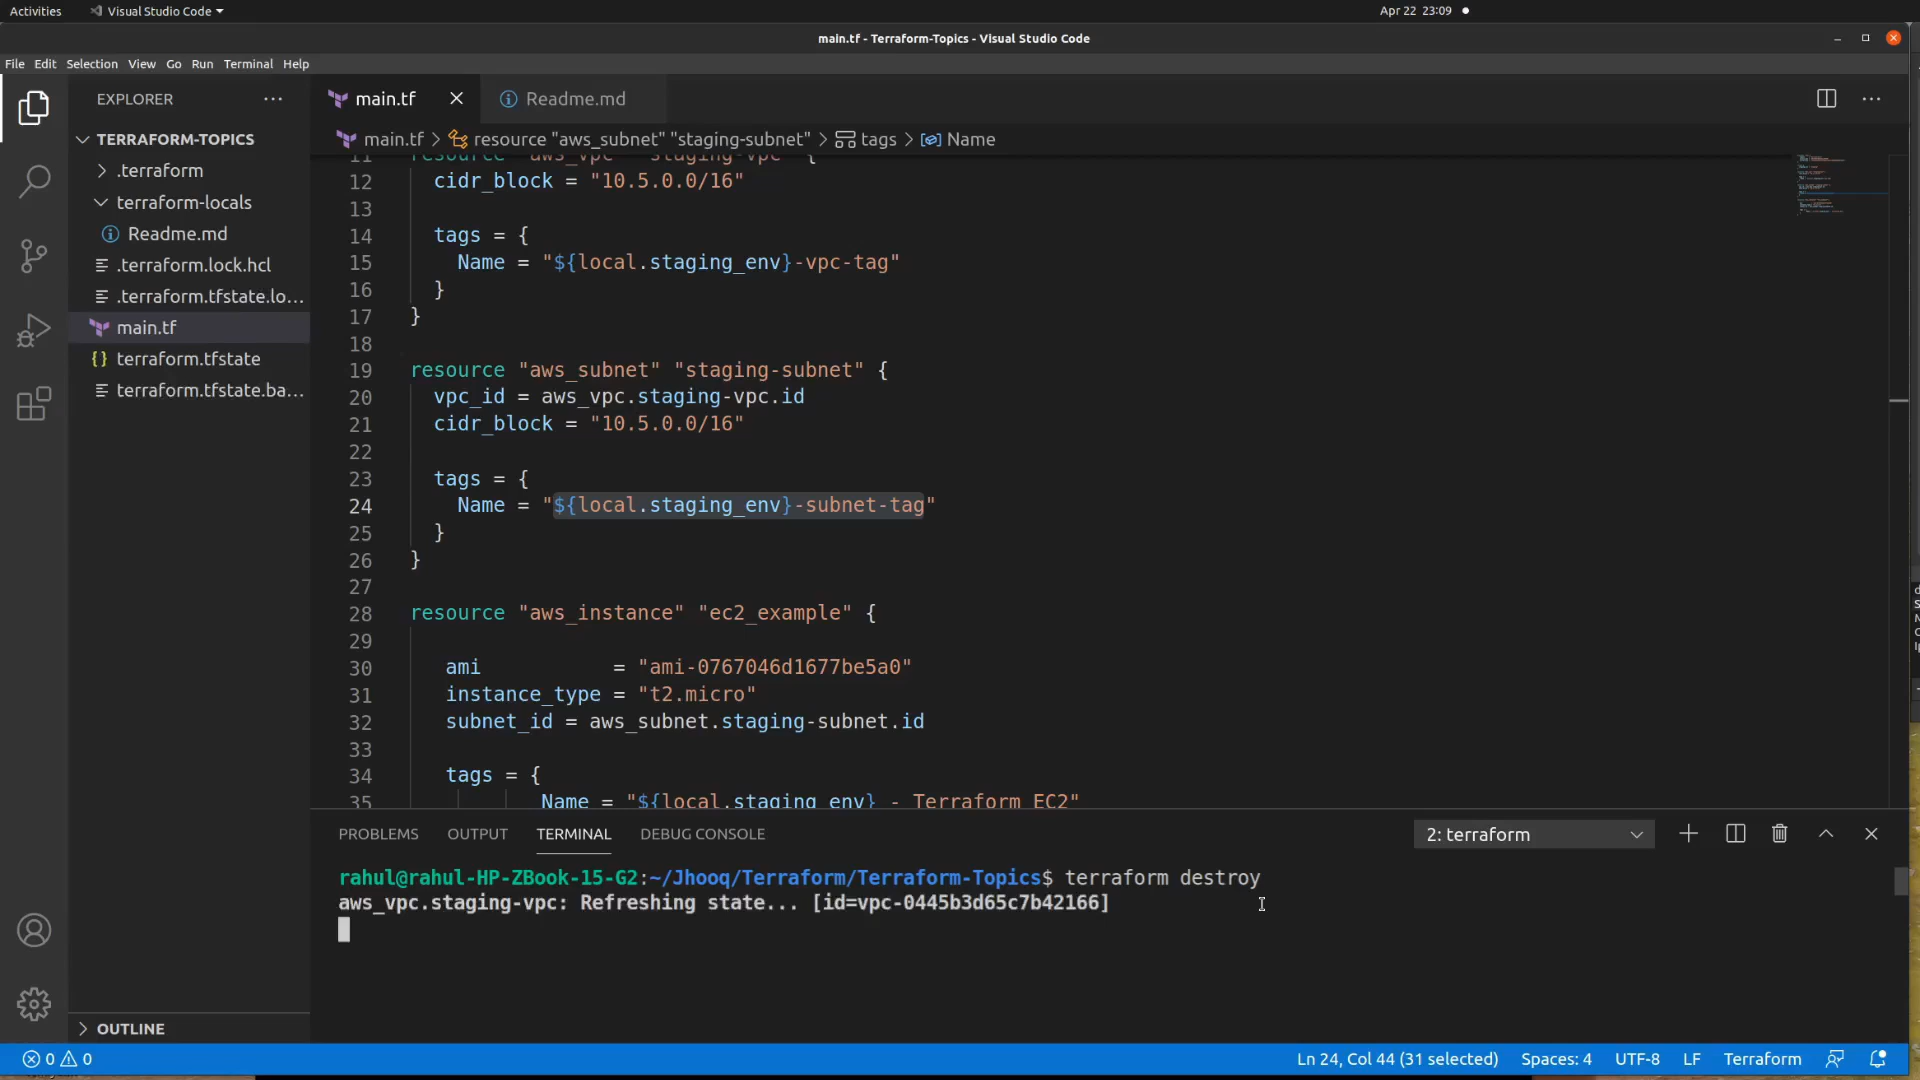 Activities
Visual Studio Code
Apr 22 23:09
main.tf - Terraform-Topics - Visual Studio Code
File Edit Selection View Go Run Terminal Help
EXPLORER
TERRAFORM-TOPICS
.terraform
terraform-locals
Readme.md
.terraform.lock.hcl
.terraform.tfstate.lo...
main.tf
terraform.tfstate
terraform.tfstate.ba...
OUTLINE
main.tf
Readme.md
main.tf > resource "aws_subnet" "staging-subnet" > tags > Name
11 resource "aws_vpc" "staging-vpc" {
12 cidr_block = "10.5.0.0/16"
13
14 tags = {
15 Name = "${local.staging_env}-vpc-tag"
16 }
17 }
18
19 resource "aws_subnet" "staging-subnet" {
20 vpc_id = aws_vpc.staging-vpc.id
21 cidr_block = "10.5.0.0/16"
22
23 tags = {
24 Name = "${local.staging_env}-subnet-tag"
25 }
26 }
27
28 resource "aws_instance" "ec2_example" {
29
30 ami = "ami-0767046d1677be5a0"
31 instance_type = "t2.micro"
32 subnet_id = aws_subnet.staging-subnet.id
33
34 tags = {
35 Name = "${local.staging_env} - Terraform EC2"
PROBLEMS OUTPUT TERMINAL DEBUG CONSOLE
2: terraform
rahul@rahul-HP-ZBook-15-G2:~/Jhooq/Terraform/Terraform-Topics$ terraform destroy
aws_vpc.staging-vpc: Refreshing state... [id=vpc-0445b3d65c7b42166]
0 0
Ln 24, Col 44 (31 selected) Spaces: 4 UTF-8 LF Terraform